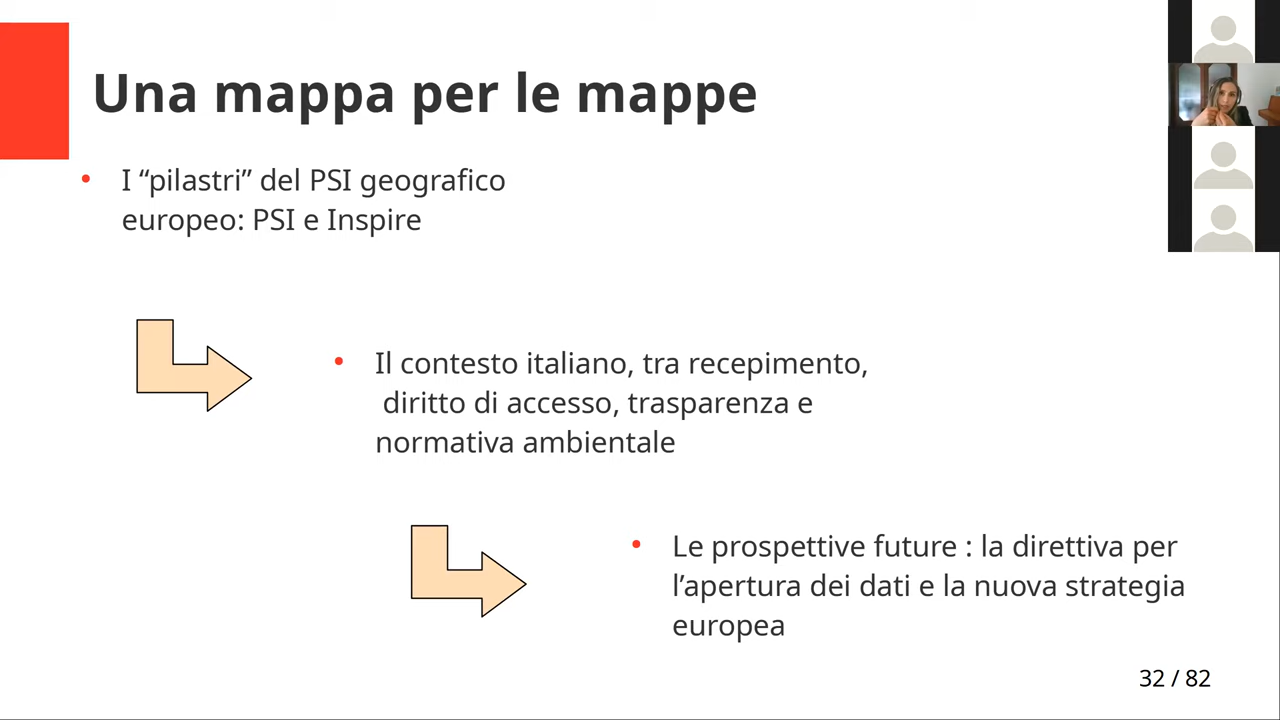 Una mappa per le mappe
• I “pilastri” del PSI geografico
europeo: PSI e Inspire
• Il contesto italiano, tra recepimento,
diritto di accesso, trasparenza e
normativa ambientale
• Le prospettive future : la direttiva per
l’apertura dei dati e la nuova strategia
europea
32 / 82